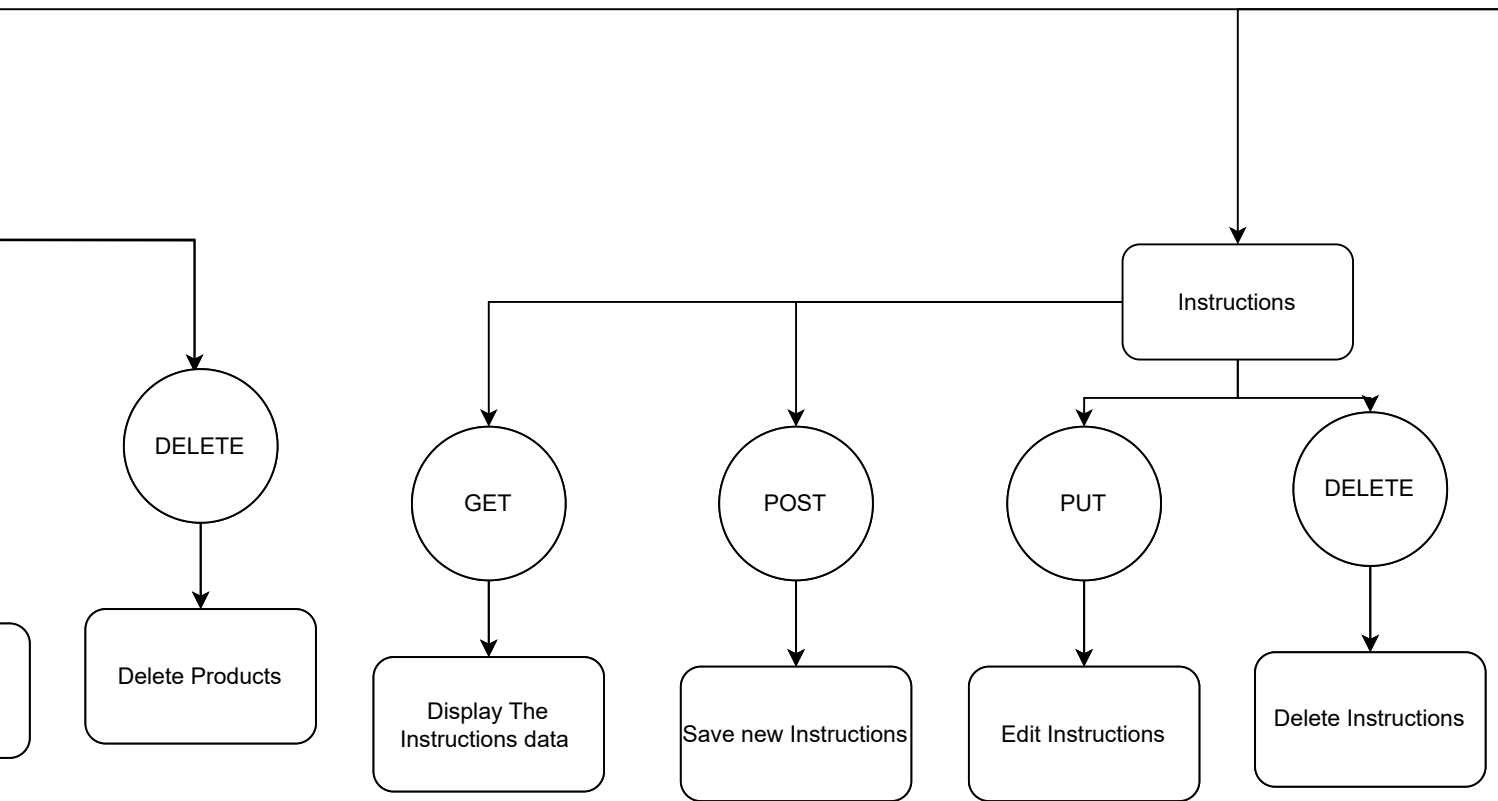 Instructions
DELETE
GET
POST
PUT
DELETE
Delete Products
Display The
Instructions data
Save new Instructions
Edit Instructions
Delete Instructions